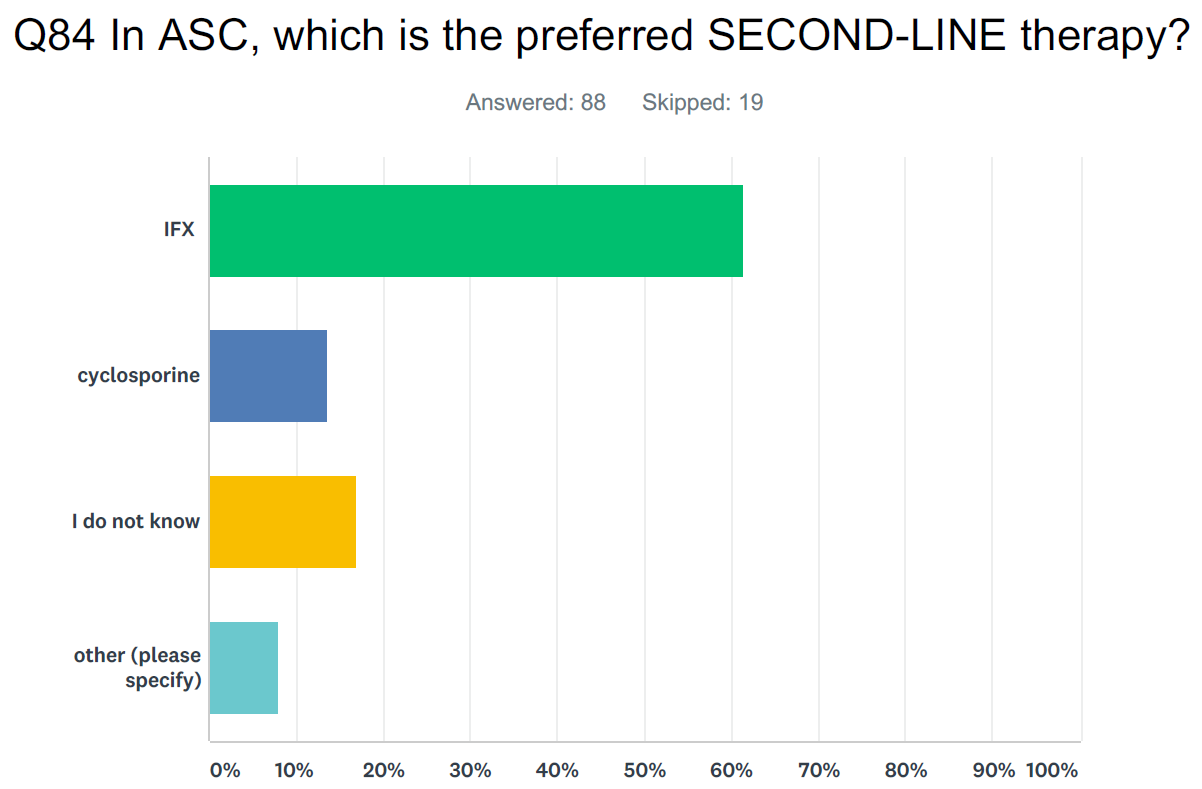 Q84 In ASC, which is the preferred SECOND-LINE therapy?
Answered: 88 Skipped: 19
IFX
cyclosporine
I do not know
other (please
specify)
0% 10% 20% 30% 40% 50% 60% 70% 80% 90% 100%